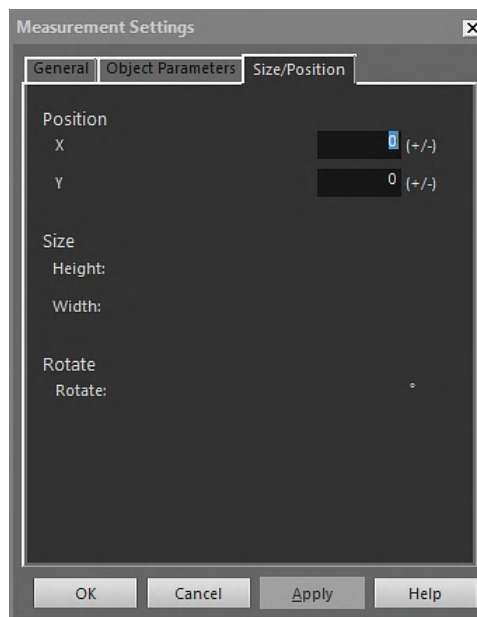 Measurement Settings
General Object Parameters Size/Position
Position
X 0 (+/-)
Y 0 (+/-)
Size
Height:
Width:
Rotate
Rotate: °
OK Cancel Apply Help